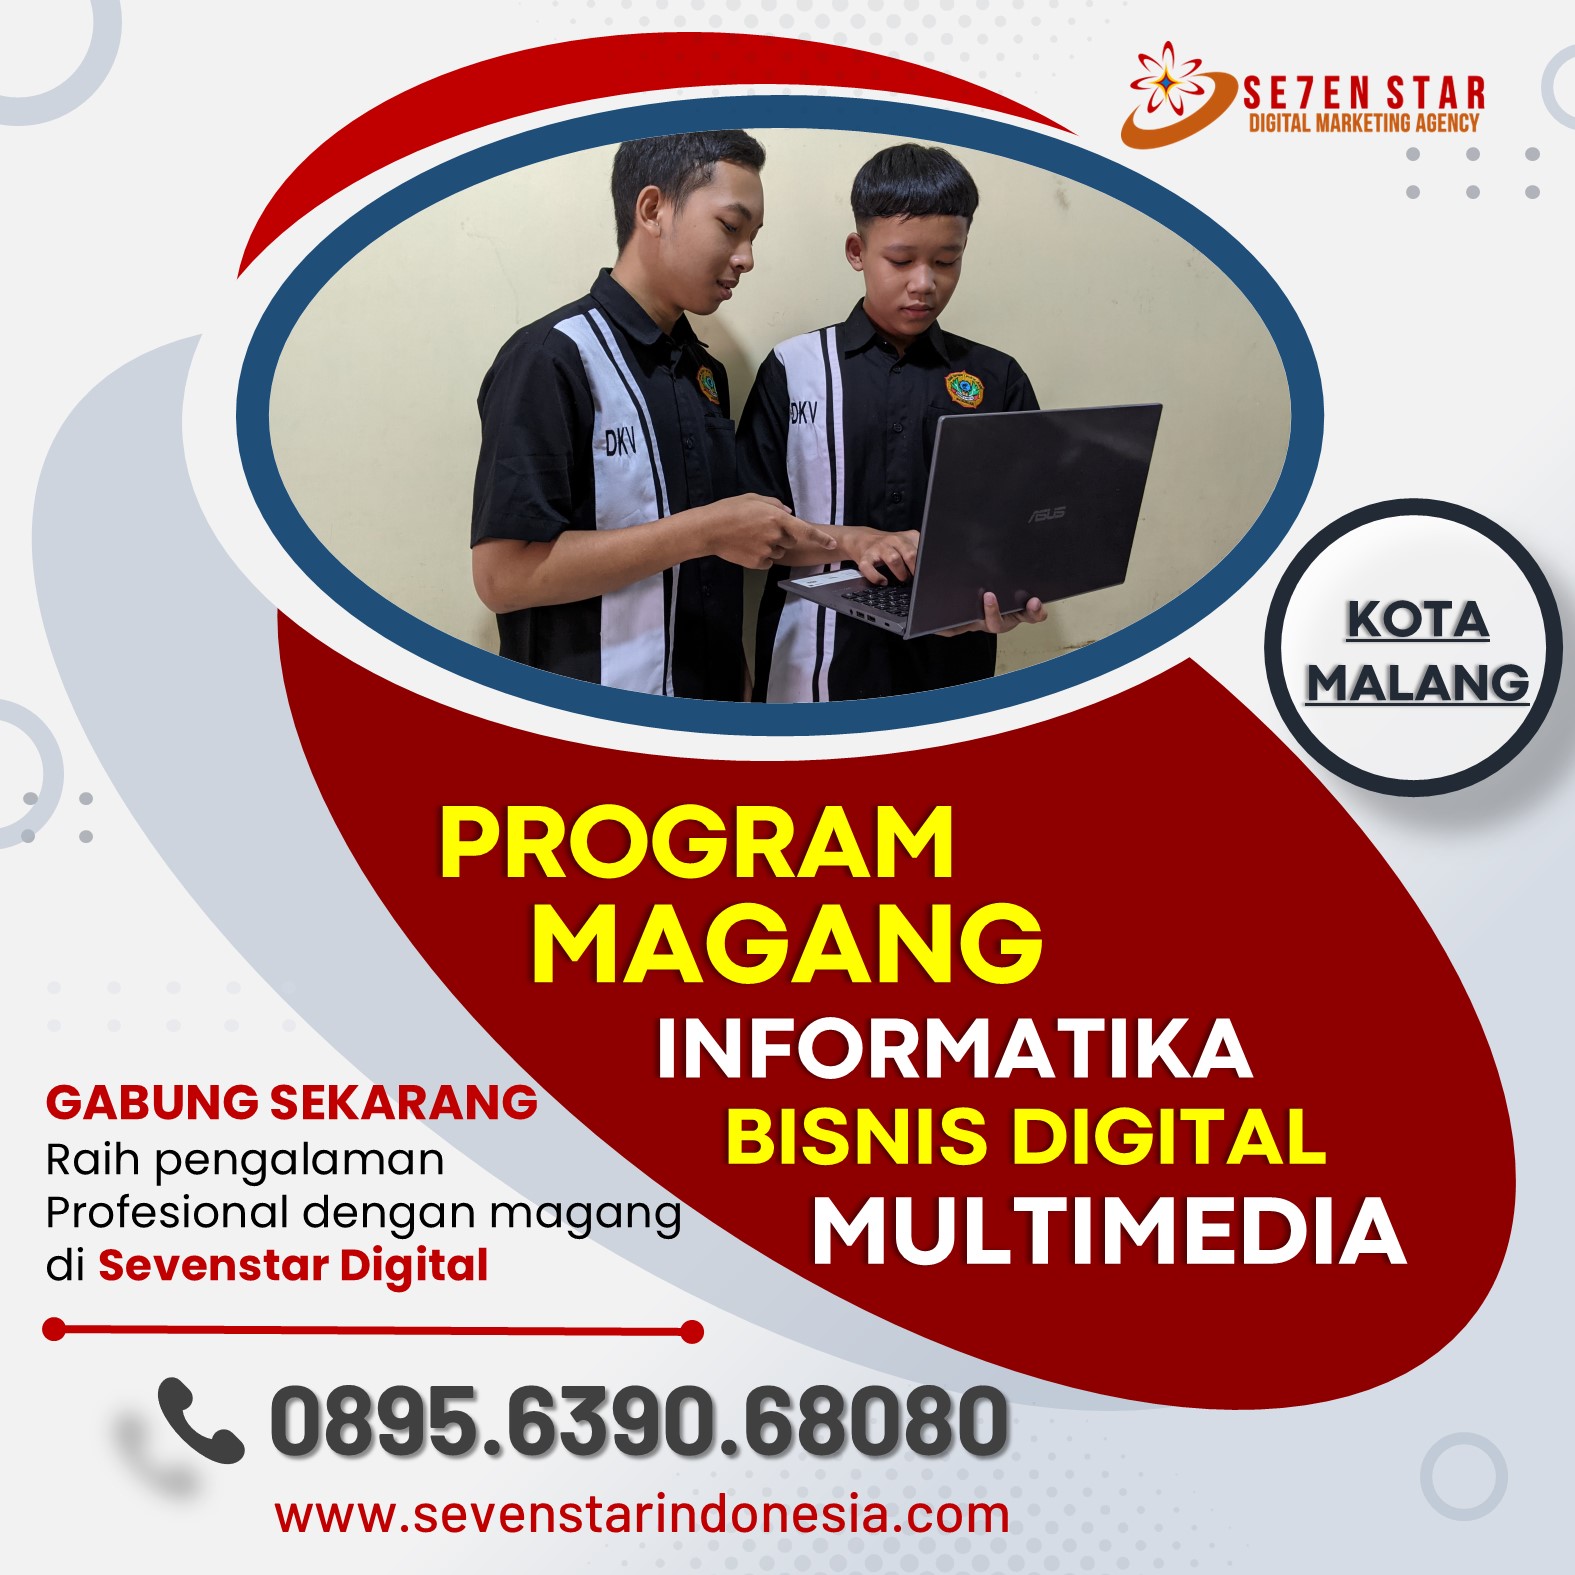 SE7EN STAR
DIGITAL MARKETING AGENCY
DKV
DKV
ASUS
KOTA
MALANG
PROGRAM
MAGANG
INFORMATIKA
BISNIS DIGITAL
MULTIMEDIA
GABUNG SEKARANG
Raih pengalaman
Profesional dengan magang
di Sevenstar Digital
0895.6390.68080
www.sevenstarindonesia.com